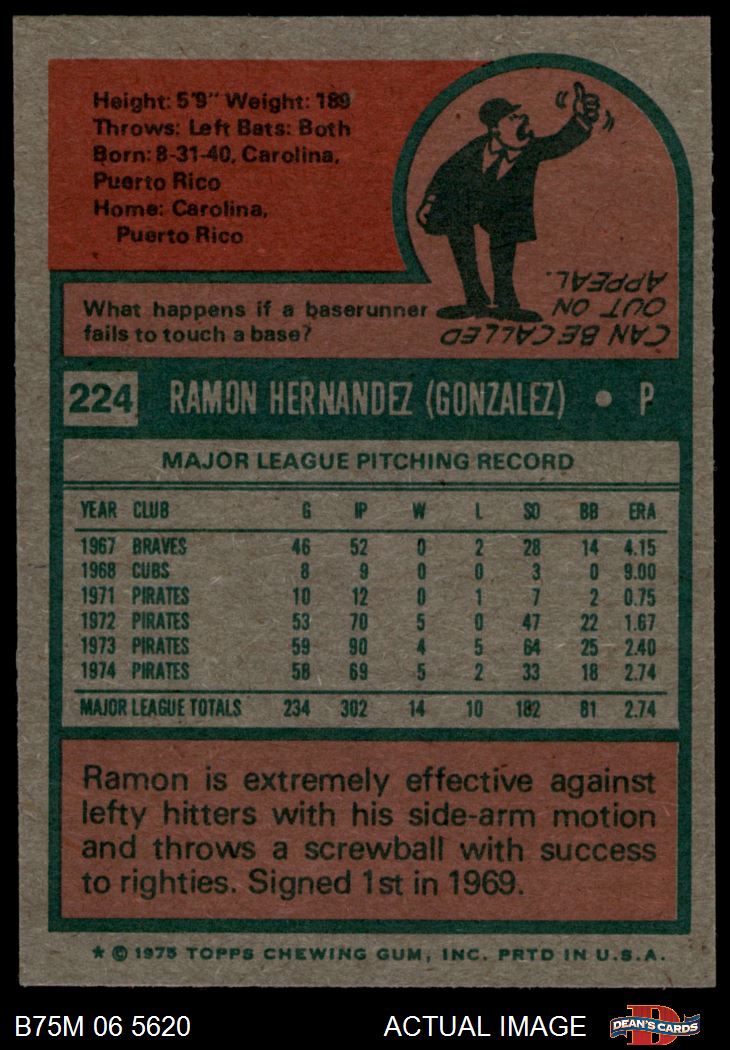 Height: 5'9" Weight: 189
Throws: Left Bats: Both
Born: 8-31-40, Carolina,
Puerto Rico
Home: Carolina,
Puerto Rico
What happens if a baserunner
fails to touch a base?
CAN BE CALLED
OUT ON
APPEAL.
224 RAMON HERNANDEZ (GONZALEZ) • P
MAJOR LEAGUE PITCHING RECORD
YEAR CLUB G IP W L SO BB ERA
1967 BRAVES 46 52 0 2 28 14 4.15
1968 CUBS 8 9 0 0 3 0 9.00
1971 PIRATES 10 12 0 1 7 2 0.75
1972 PIRATES 53 70 5 0 47 22 1.67
1973 PIRATES 59 90 4 5 64 25 2.40
1974 PIRATES 58 69 5 2 33 18 2.74
MAJOR LEAGUE TOTALS 234 302 14 10 182 81 2.74
Ramon is extremely effective against
lefty hitters with his side-arm motion
and throws a screwball with success
to righties. Signed 1st in 1969.
* © 1975 TOPPS CHEWING GUM, INC. PRTD IN U.S.A.
B75M 06 5620 ACTUAL IMAGE D DEAN'S CARDS